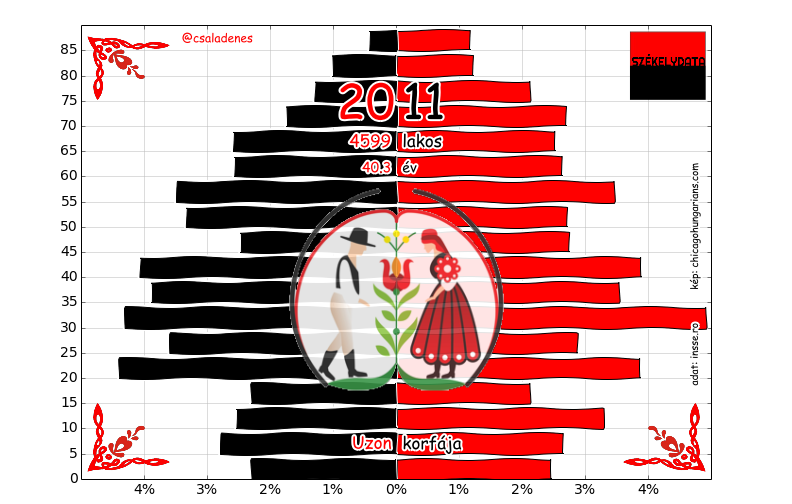 @csaladenes
SZÉKELYDATA
2011
4599 lakos
40.3 év
kép: chicagohungarians.com
adat: insse.ro
Uzon korfája
85
80
75
70
65
60
55
50
45
40
35
30
25
20
15
10
5
0
4% 3% 2% 1% 0% 1% 2% 3% 4%